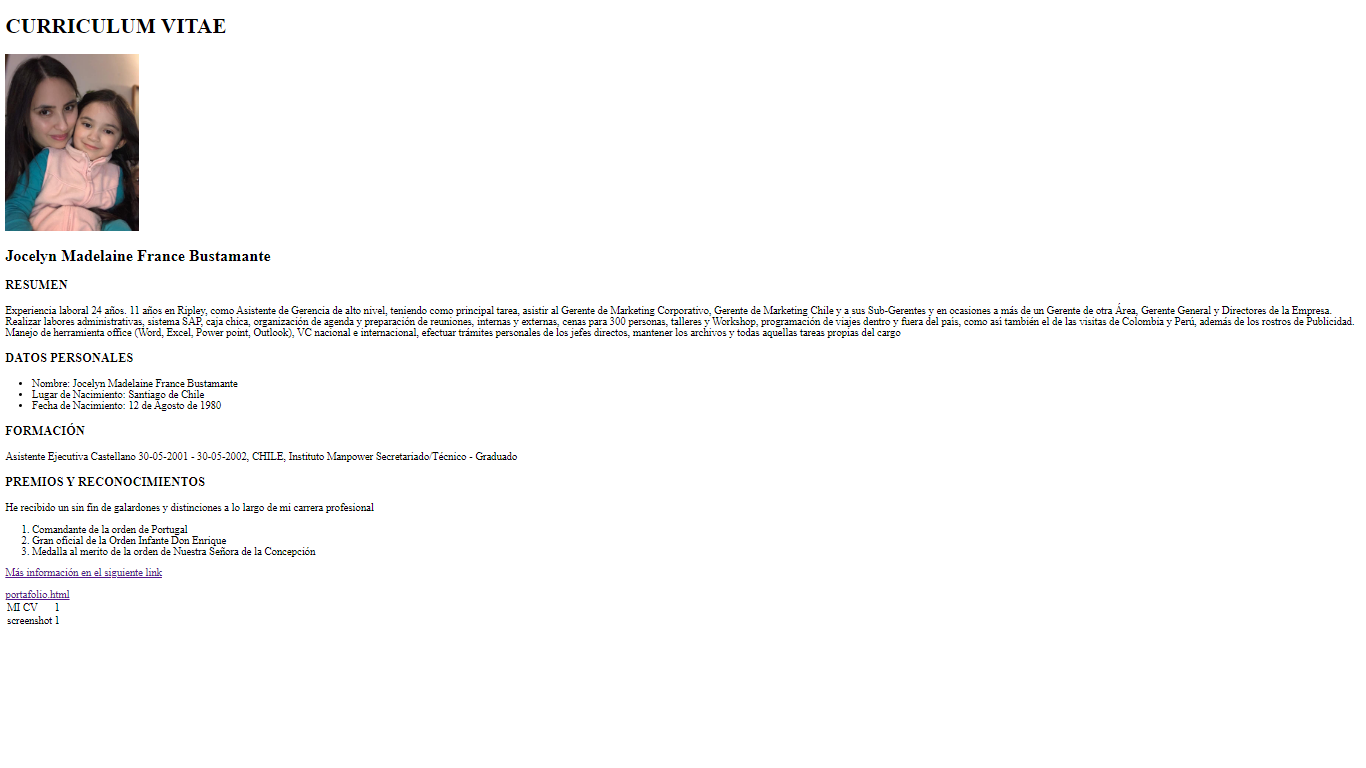 CURRICULUM VITAE
Jocelyn Madelaine France Bustamante
RESUMEN
Experiencia laboral 24 años. 11 años en Ripley, como Asistente de Gerencia de alto nivel, teniendo como principal tarea, asistir al Gerente de Marketing Corporativo, Gerente de Marketing Chile y a sus Sub-Gerentes y en ocasiones a más de un Gerente de otra Área, Gerente General y Directores de la Empresa.
Realizar labores administrativas, sistema SAP, caja chica, organización de agenda y preparación de reuniones, internas y externas, cenas para 300 personas, talleres y Workshop, programación de viajes dentro y fuera del país, como así también el de las visitas de Colombia y Perú, además de los rostros de Publicidad.
Manejo de herramienta office (Word, Excel, Power point, Outlook), VC nacional e internacional, efectuar trámites personales de los jefes directos, mantener los archivos y todas aquellas tareas propias del cargo
DATOS PERSONALES
• Nombre: Jocelyn Madelaine France Bustamante
• Lugar de Nacimiento: Santiago de Chile
• Fecha de Nacimiento: 12 de Agosto de 1980
FORMACIÓN
Asistente Ejecutiva Castellano 30-05-2001 - 30-05-2002, CHILE, Instituto Manpower Secretariado/Técnico - Graduado
PREMIOS Y RECONOCIMIENTOS
He recibido un sin fin de galardones y distinciones a lo largo de mi carrera profesional
1. Comandante de la orden de Portugal
2. Gran oficial de la Orden Infante Don Enrique
3. Medalla al merito de la orden de Nuestra Señora de la Concepción
Más información en el siguiente link
portafolio.html
MI CV 1
screenshot 1